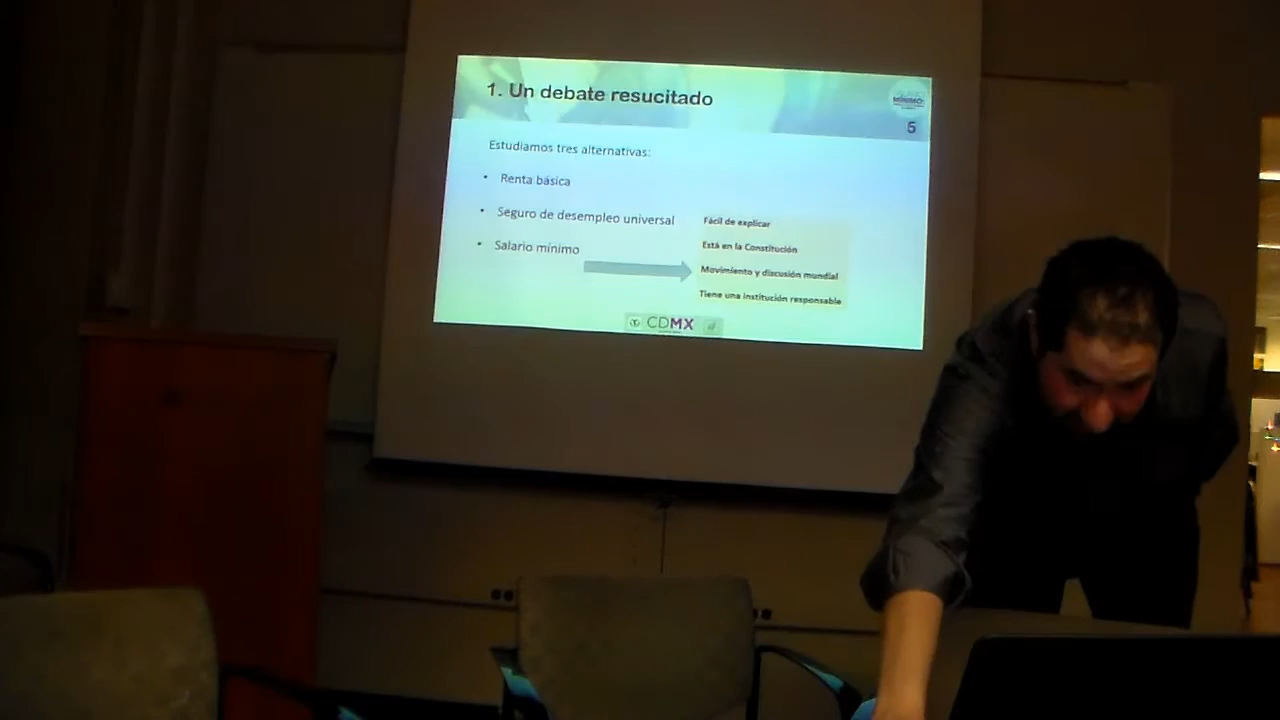 1. Un debate resucitado
5
Estudiamos tres alternativas:
• Renta básica
• Seguro de desempleo universal
• Salario mínimo
Fácil de explicar
Está en la Constitución
Movimiento y discusión mundial
Tiene una institución responsable
CDMX